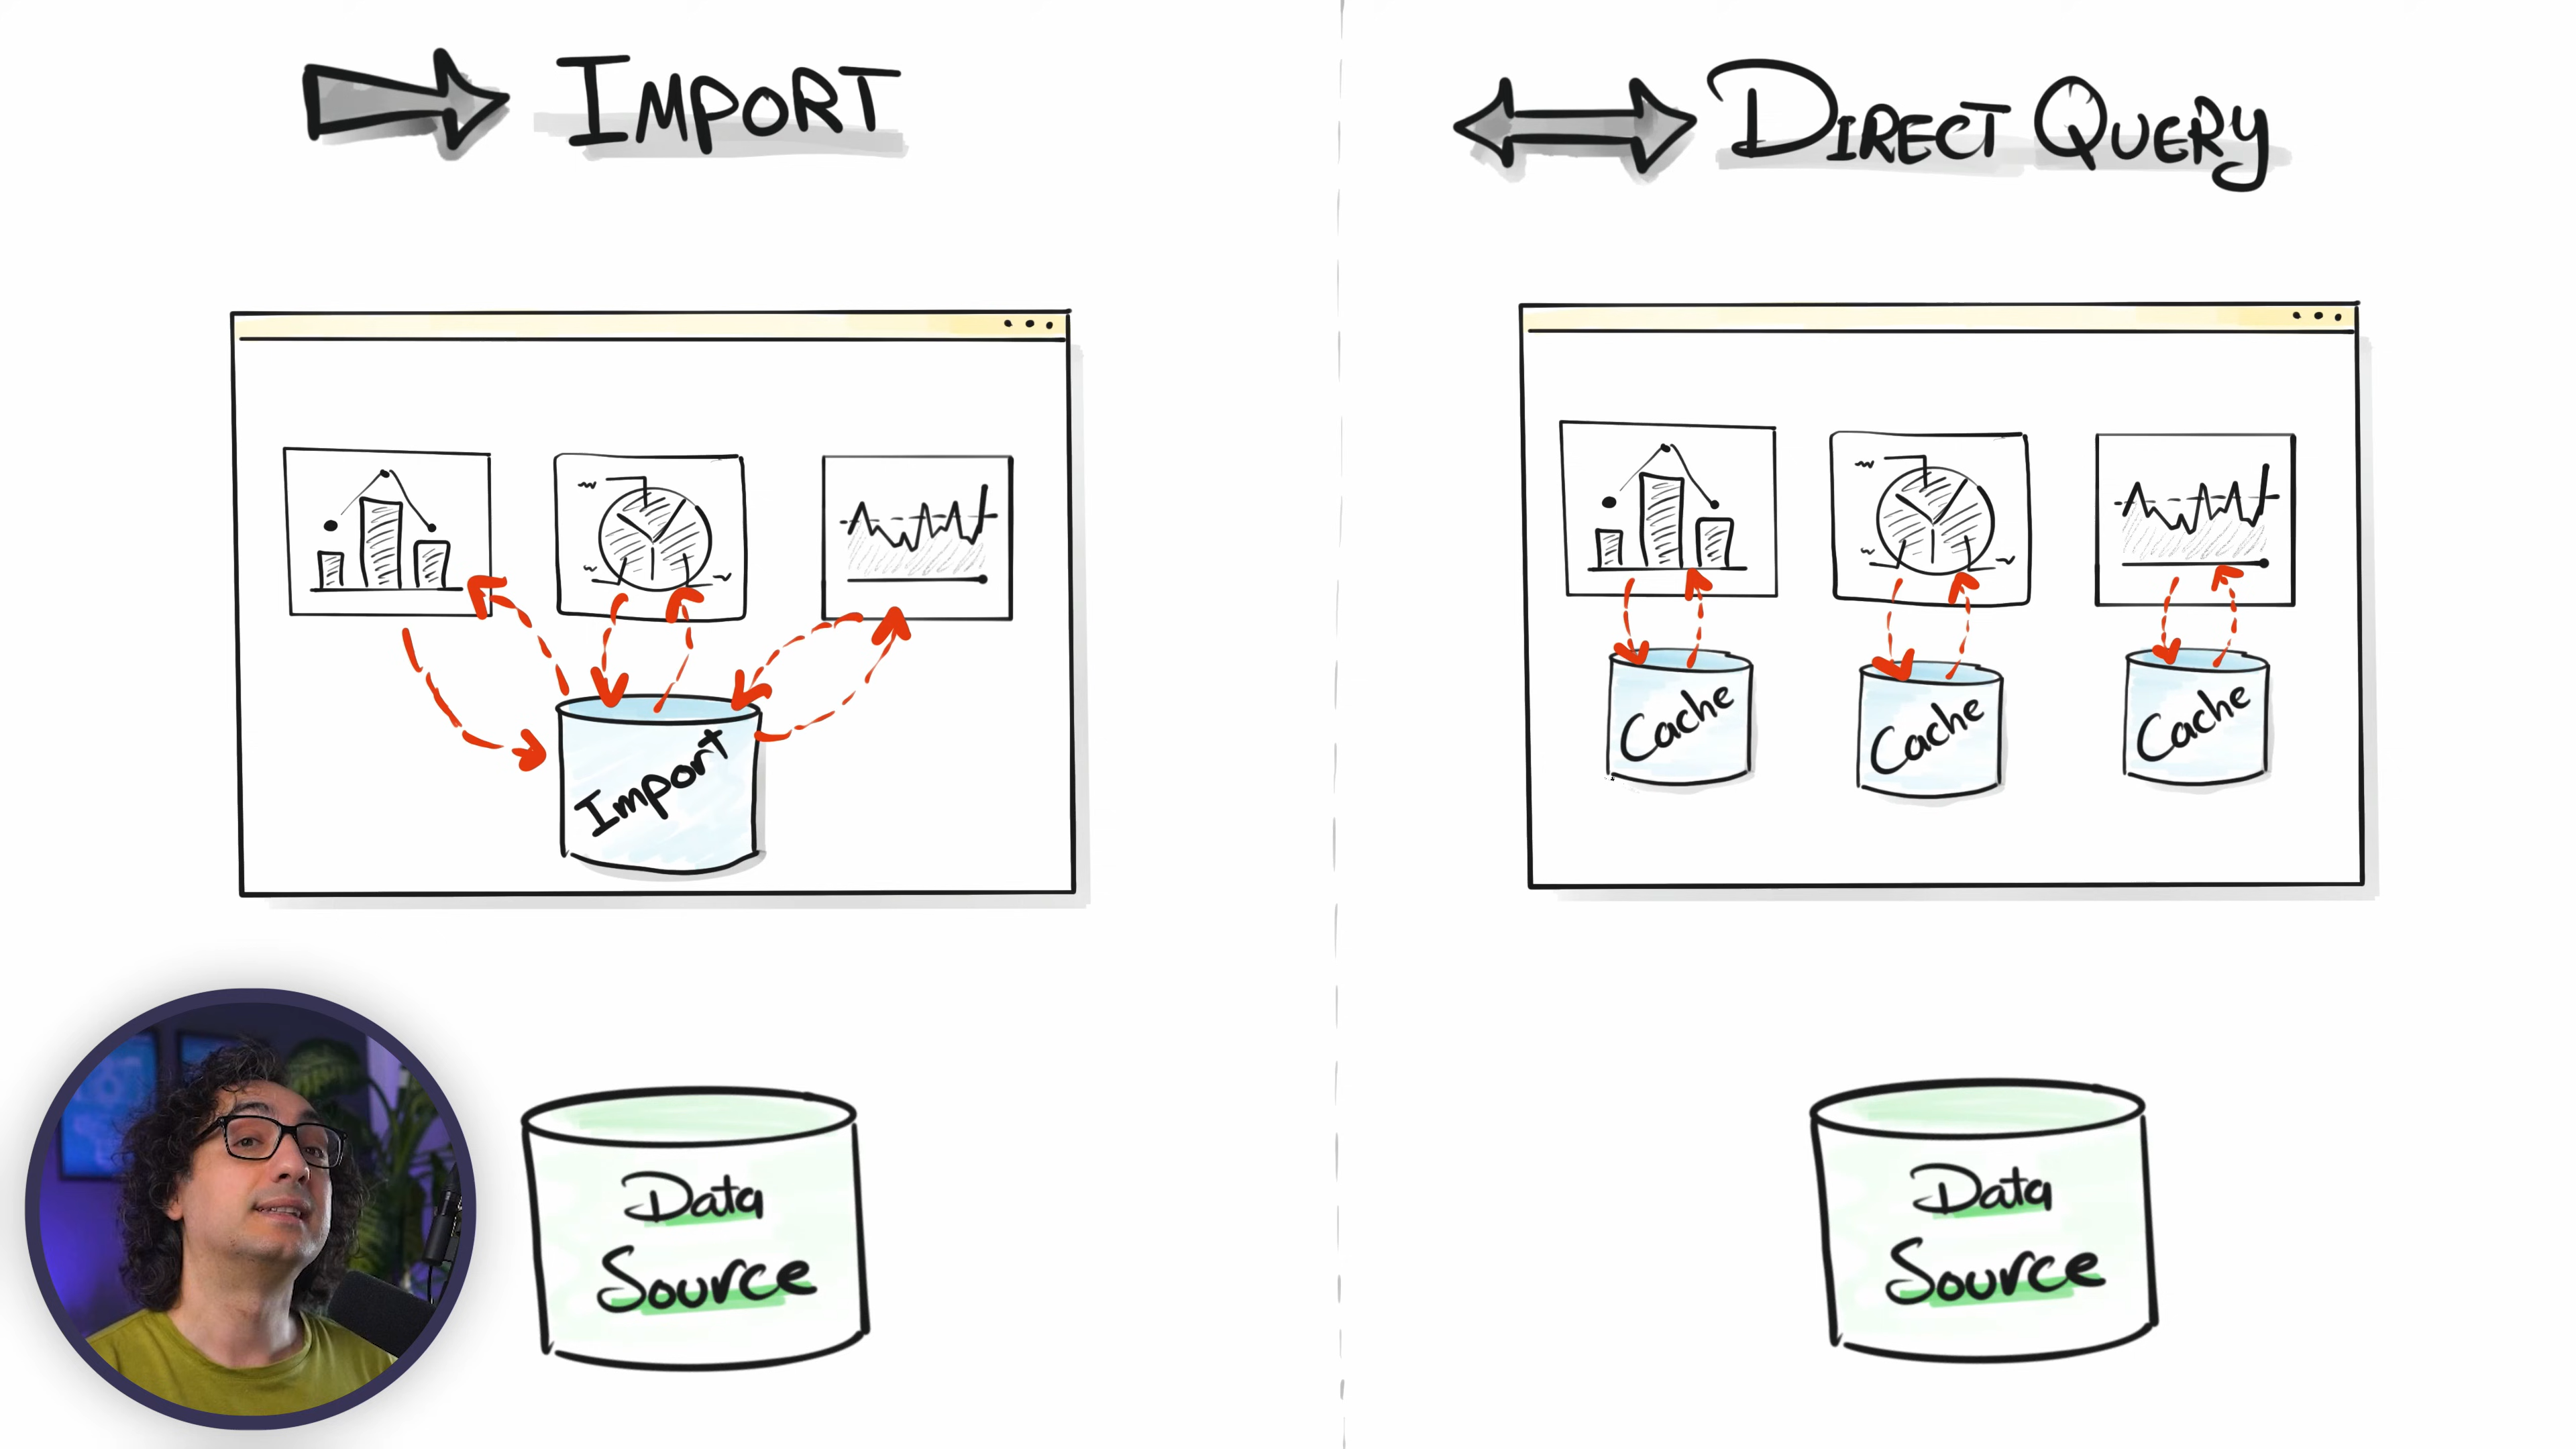 IMPORT
Import
Data
Source
DIRECT QUERY
Cache
Cache
Cache
Data
Source